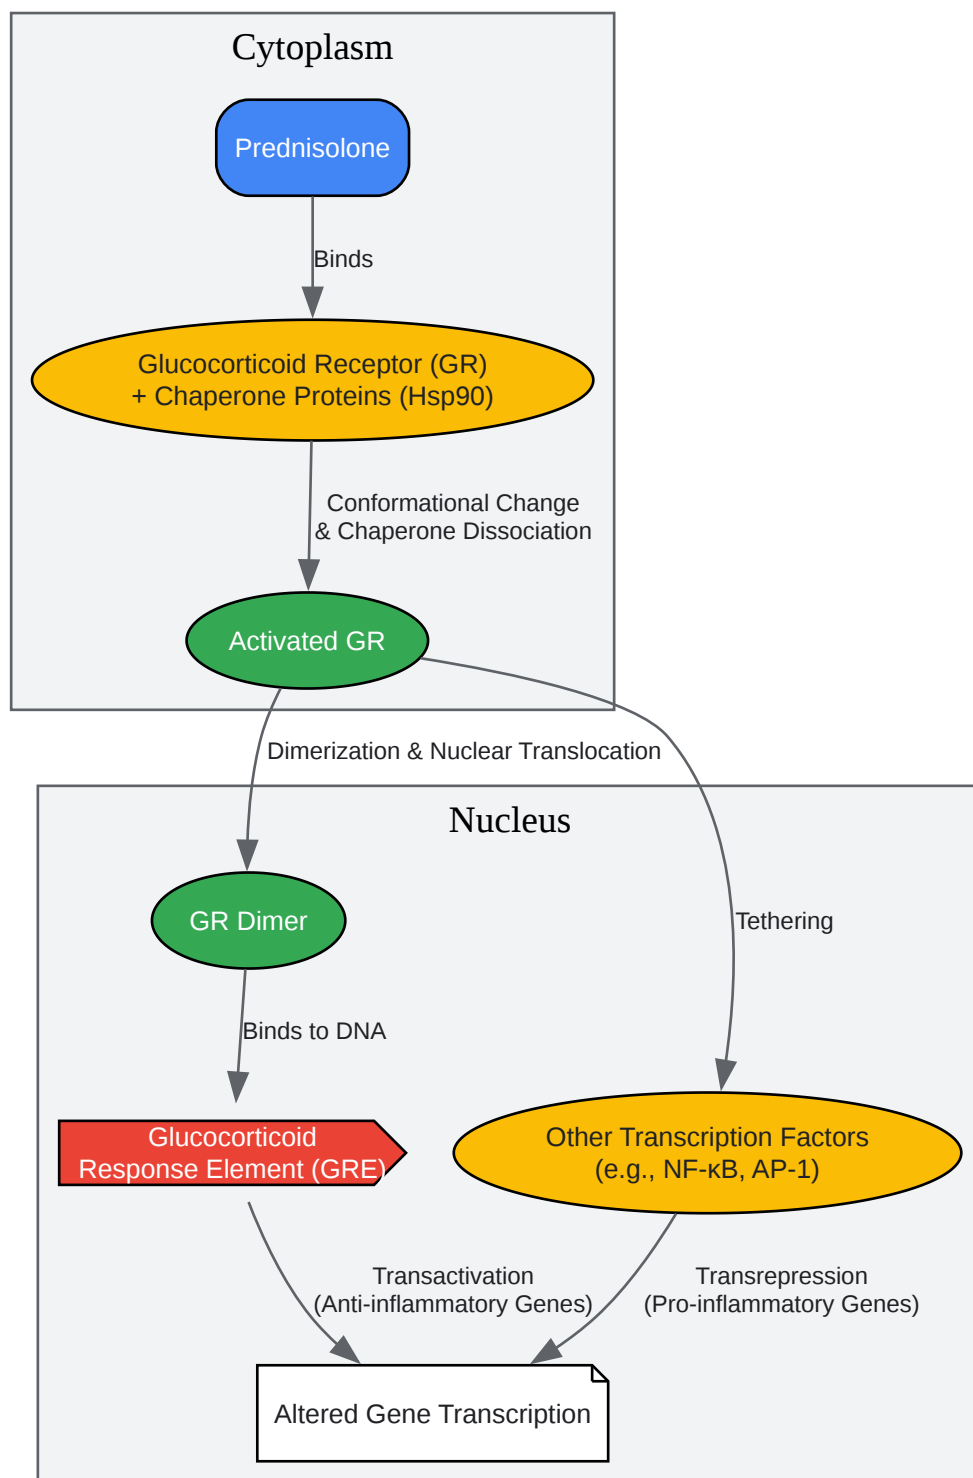 Cytoplasm
Prednisolone
Binds
Glucocorticoid Receptor (GR)
+ Chaperone Proteins (Hsp90)
Conformational Change
& Chaperone Dissociation
Activated GR
Dimerization & Nuclear Translocation
Nucleus
GR Dimer
Tethering
Binds to DNA
Glucocorticoid
Response Element (GRE)
Other Transcription Factors
(e.g., NF-κB, AP-1)
Transactivation
(Anti-inflammatory Genes)
Transrepression
(Pro-inflammatory Genes)
Altered Gene Transcription